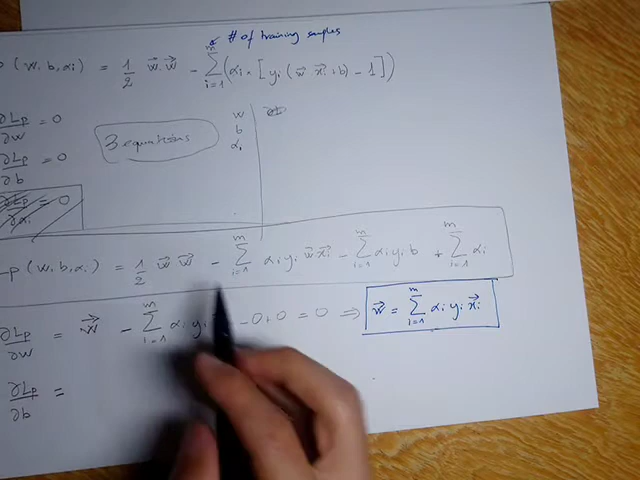 # of training samples
p (w, b, αi) = 1/2 w⃗.w⃗ - Σ_{i=1}^{m} (αi * [yi (w⃗ x⃗i + b) - 1])
∂Lp/∂w = 0
∂Lp/∂b = 0
3 equations
w
b
αi
∂Lp/∂αi = 0
p (w, b, αi) = 1/2 w⃗ w⃗ - Σ_{i=1}^{m} αi yi w⃗ x⃗i - Σ_{i=1}^{m} αi yi b + Σ_{i=1}^{m} αi
∂Lp/∂w = w⃗ - Σ_{i=1}^{m} αi yi - 0 + 0 = 0 ⇒ w⃗ = Σ_{i=1}^{m} αi yi x⃗i
∂Lp/∂b =